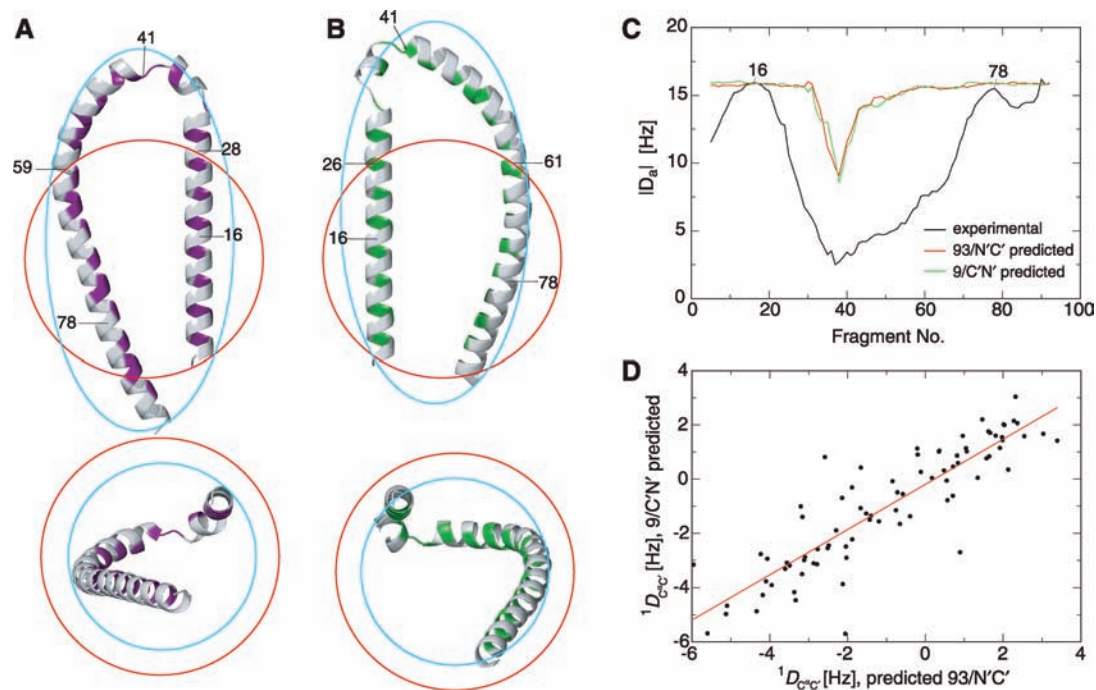 A
41
28
59
16
78
B
41
26
61
16
78
C
20
15
10
5
0
|Dₐ| [Hz]
16
78
experimental
93/N′C′ predicted
9/C′N′ predicted
0 20 40 60 80 100
Fragment No.
D
4
2
0
-2
-4
-6
¹D_CᵅC′ [Hz], 9/C′N′ predicted
-6 -4 -2 0 2 4
¹D_CᵅC′ [Hz], predicted 93/N′C′